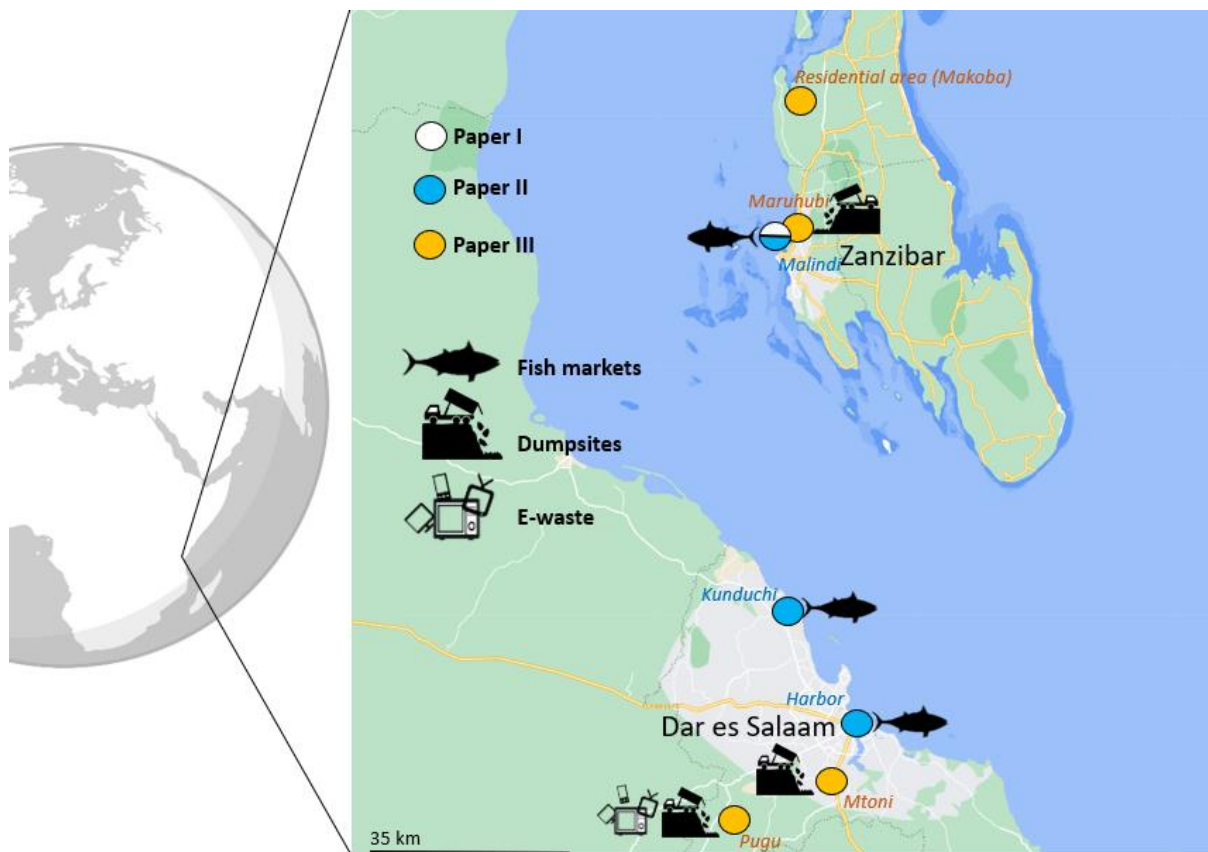 Residential area (Makoba)
Paper I
Paper II
Paper III
Maruhubi
Zanzibar
Malindi
Fish markets
Dumpsites
E-waste
Kunduchi
Harbor
Dar es Salaam
Mtoni
Pugu
35 km